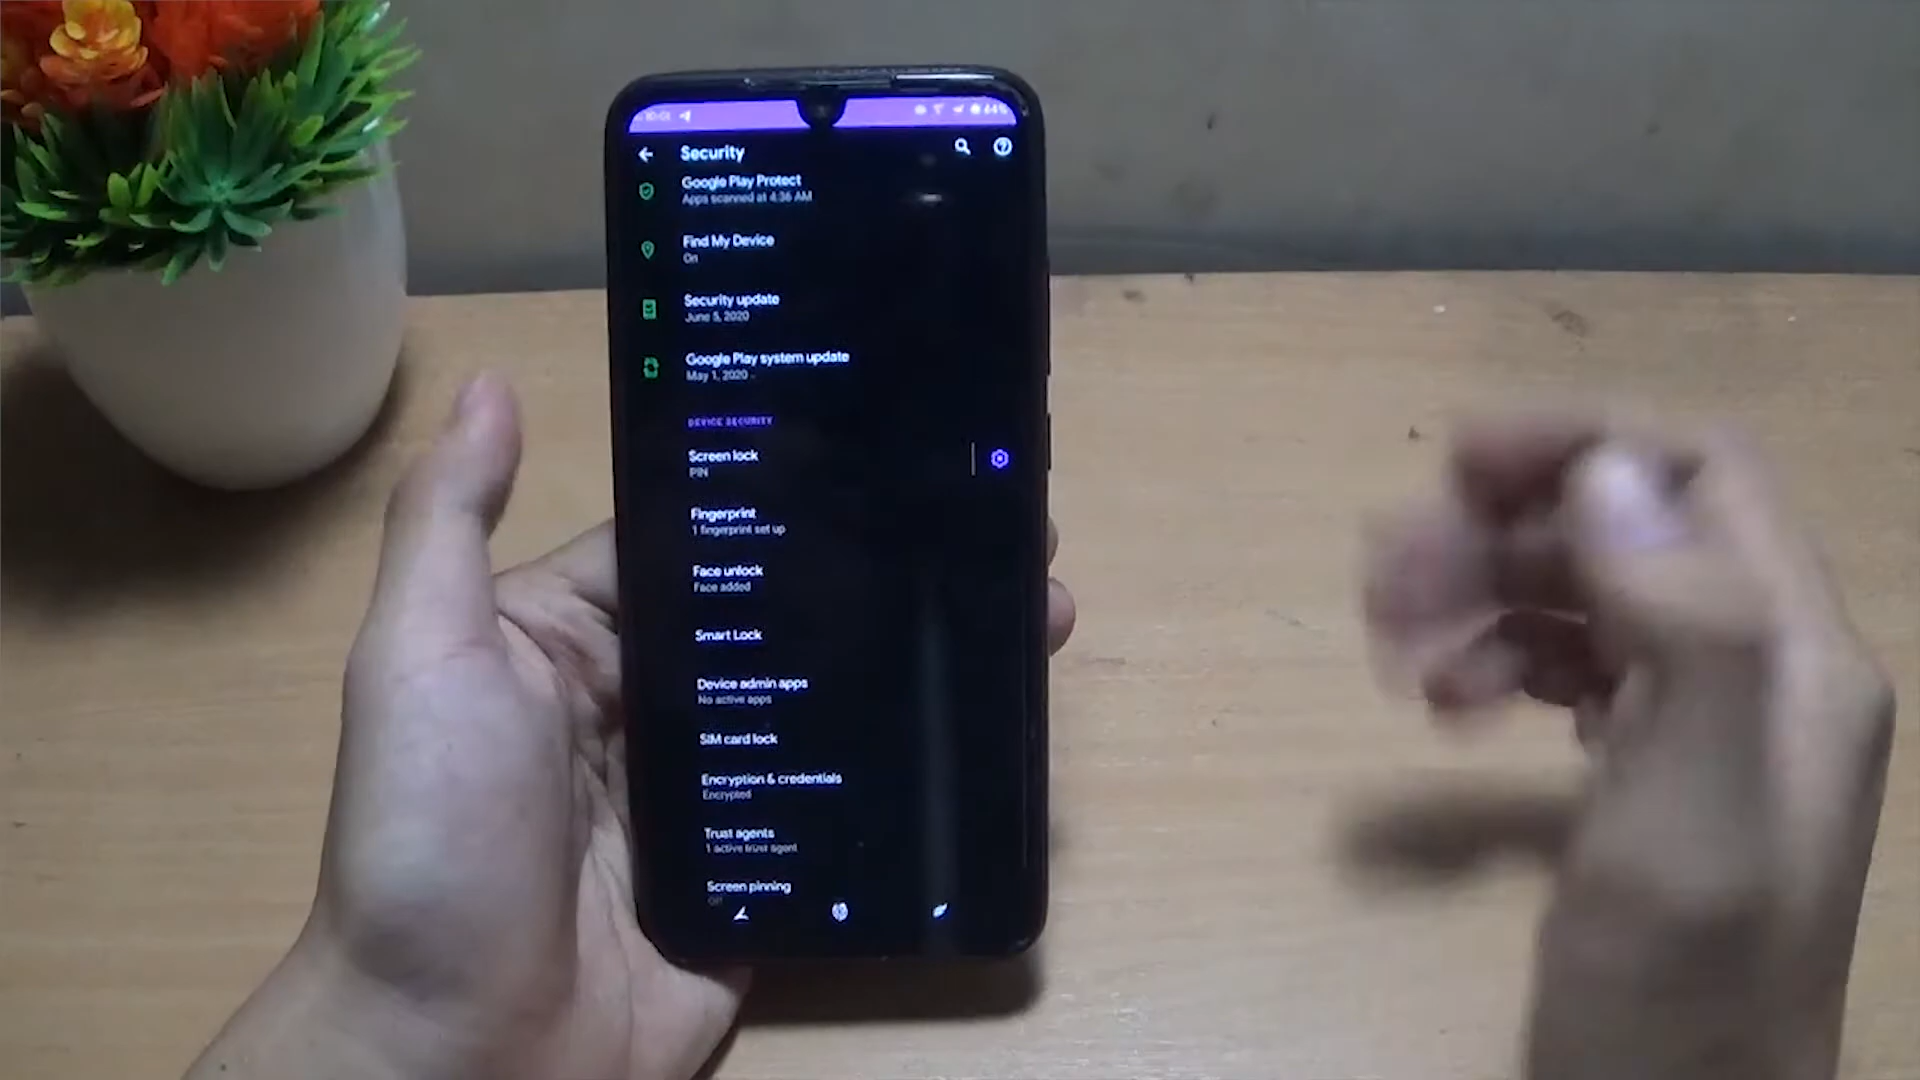 Security
Google Play Protect
Apps scanned at 4:36 AM
Find My Device
On
Security update
June 5, 2020
Google Play system update
May 1, 2020
DEVICE SECURITY
Screen lock
PIN
Fingerprint
1 fingerprint set up
Face unlock
Face added
Smart Lock
Device admin apps
No active apps
SIM card lock
Encryption & credentials
Encrypted
Trust agents
1 active trust agent
Screen pinning
Off